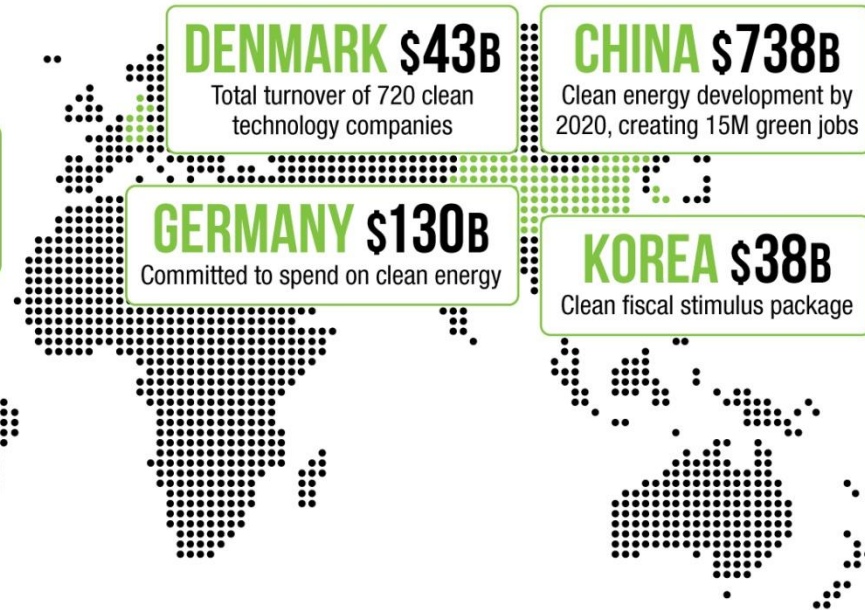 DENMARK $43B
Total turnover of 720 clean
technology companies
CHINA $738B
Clean energy development by
2020, creating 15M green jobs
GERMANY $130B
Committed to spend on clean energy
KOREA $38B
Clean fiscal stimulus package